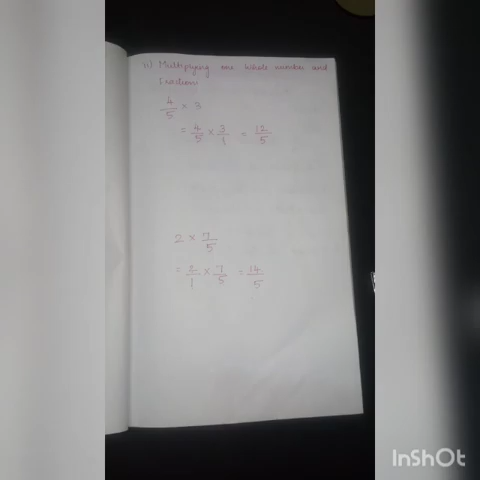 ii) Multiplying one whole number and
fractions
4/5 × 3
= 4/5 × 3/1 = 12/5
2 × 7/5
= 2/1 × 7/5 = 14/5
InShOt